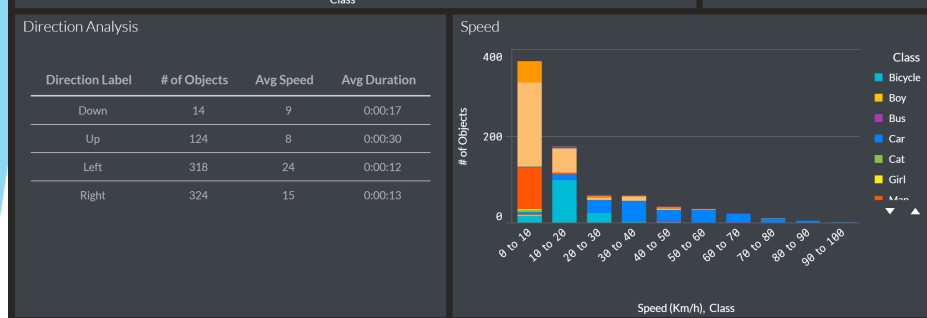 Class
Direction Analysis
Direction Label # of Objects Avg Speed Avg Duration
Down 14 9 0:00:17
Up 124 8 0:00:30
Left 318 24 0:00:12
Right 324 15 0:00:13
Speed
400
200
0
# of Objects
0 to 10
10 to 20
20 to 30
30 to 40
40 to 50
50 to 60
60 to 70
70 to 80
80 to 90
90 to 100
Speed (Km/h), Class
Class
Bicycle
Boy
Bus
Car
Cat
Girl
Man